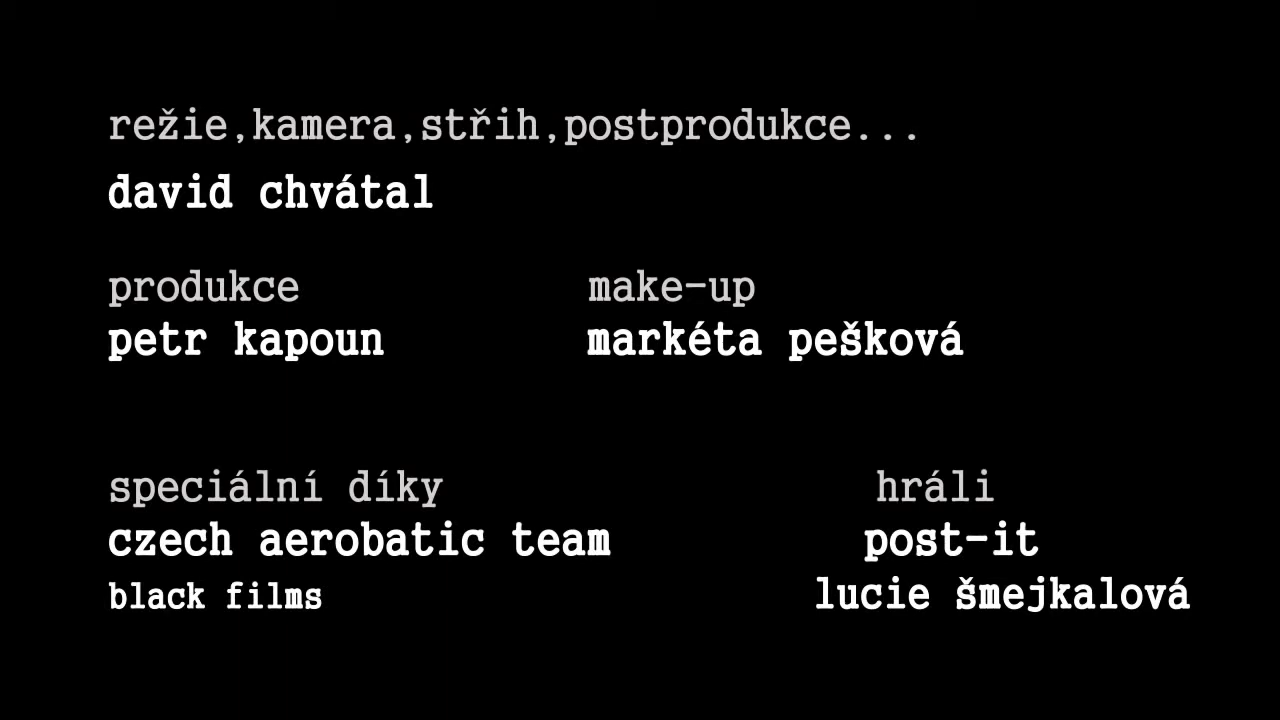 režie,kamera,střih,postprodukce...
david chvátal
produkce
petr kapoun
make-up
markéta pešková
speciální díky
czech aerobatic team
black films
hráli
post-it
lucie šmejkalová